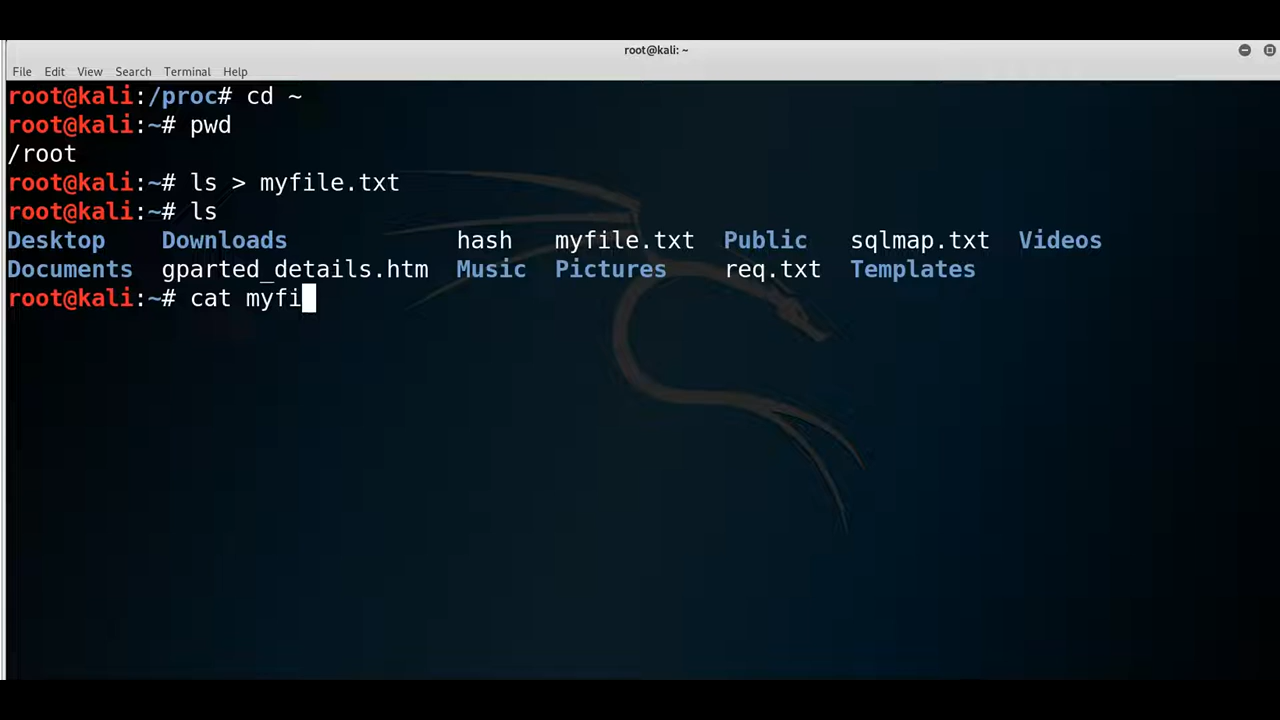 root@kali: ~
File Edit View Search Terminal Help
root@kali:/proc# cd ~
root@kali:~# pwd
/root
root@kali:~# ls > myfile.txt
root@kali:~# ls
Desktop Downloads hash myfile.txt Public sqlmap.txt Videos
Documents gparted_details.htm Music Pictures req.txt Templates
root@kali:~# cat myfi